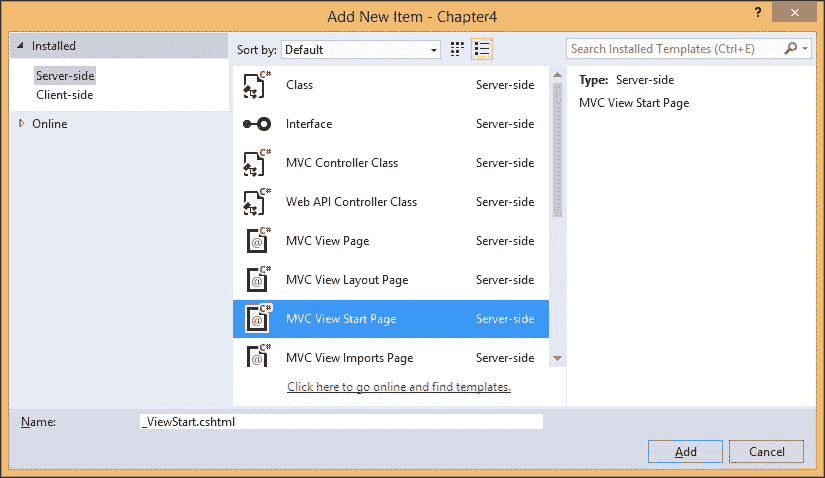 Add New Item - Chapter4
?
Installed
Server-side
Client-side
Online
Sort by: Default
Class Server-side
Interface Server-side
MVC Controller Class Server-side
Web API Controller Class Server-side
MVC View Page Server-side
MVC View Layout Page Server-side
MVC View Start Page Server-side
MVC View Imports Page Server-side
C#
C#
C#
C#
C#
C#
C#
@
@
@
@
Click here to go online and find templates.
Search Installed Templates (Ctrl+E)
Type: Server-side
MVC View Start Page
Name: _ViewStart.cshtml
Add Cancel